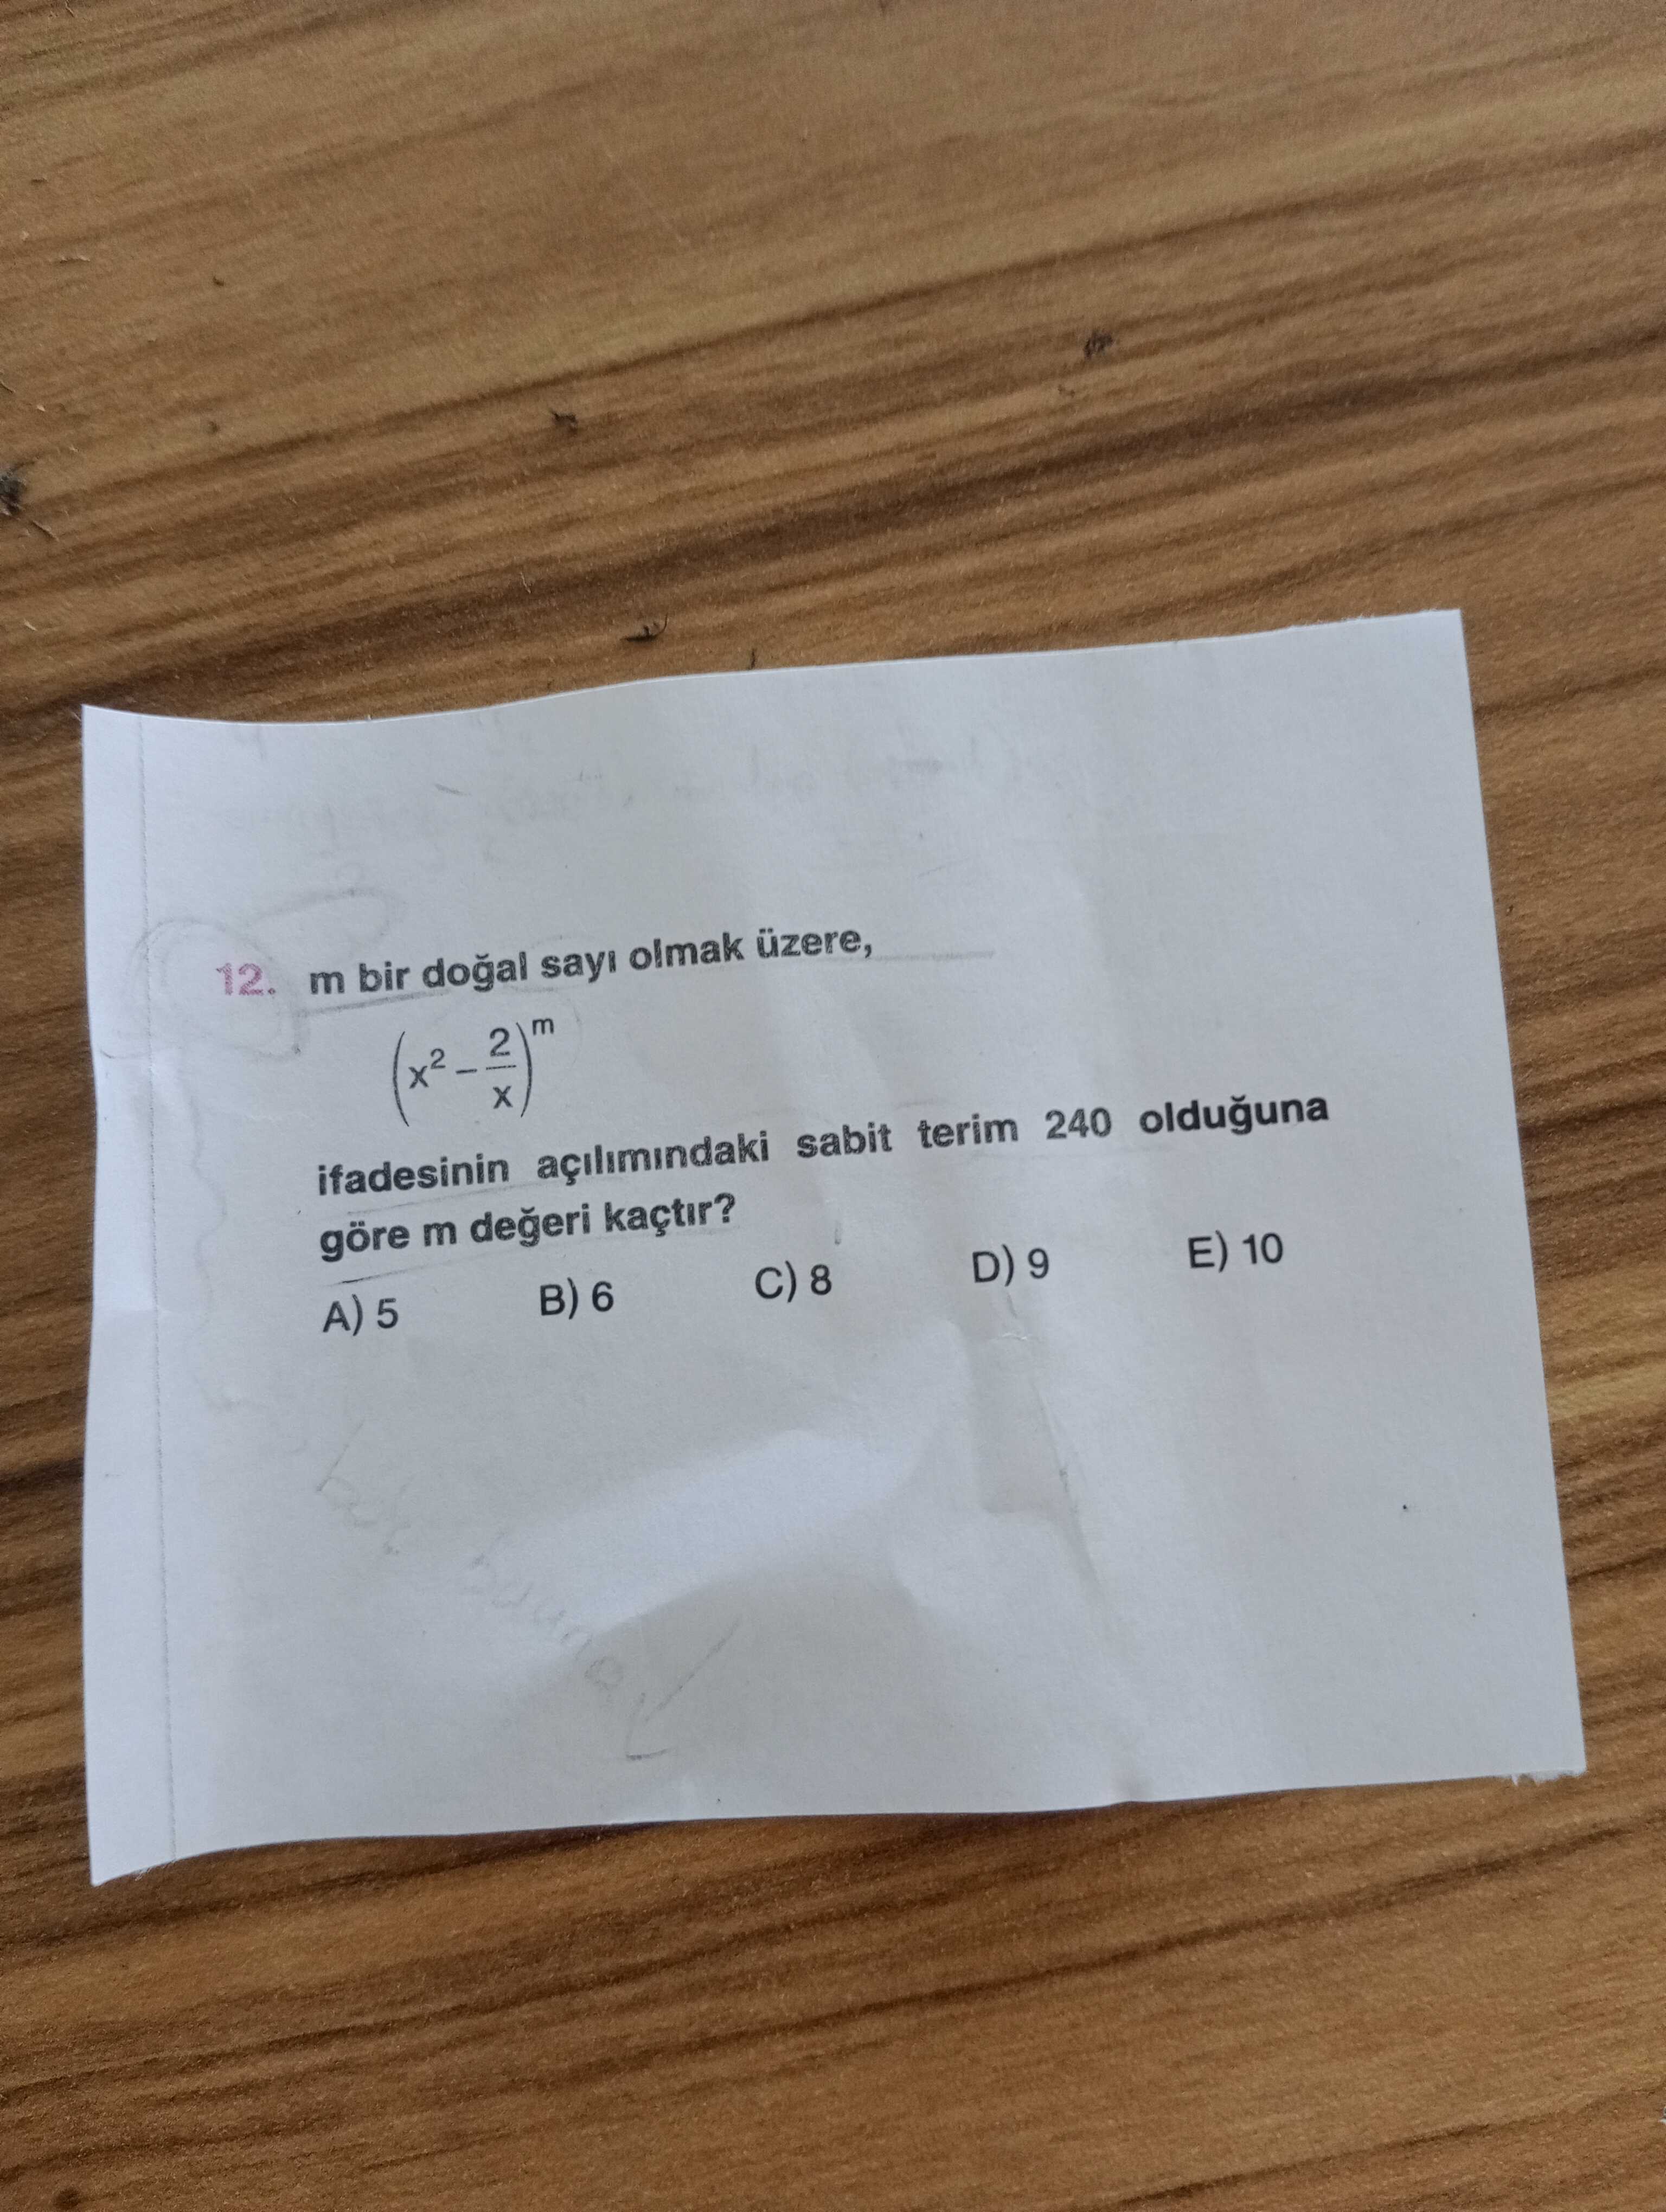 12. m bir doğal sayı olmak üzere,
(x² − 2/x)^m
ifadesinin açılımındaki sabit terim 240 olduğuna
göre m değeri kaçtır?
A) 5 B) 6 C) 8 D) 9 E) 10